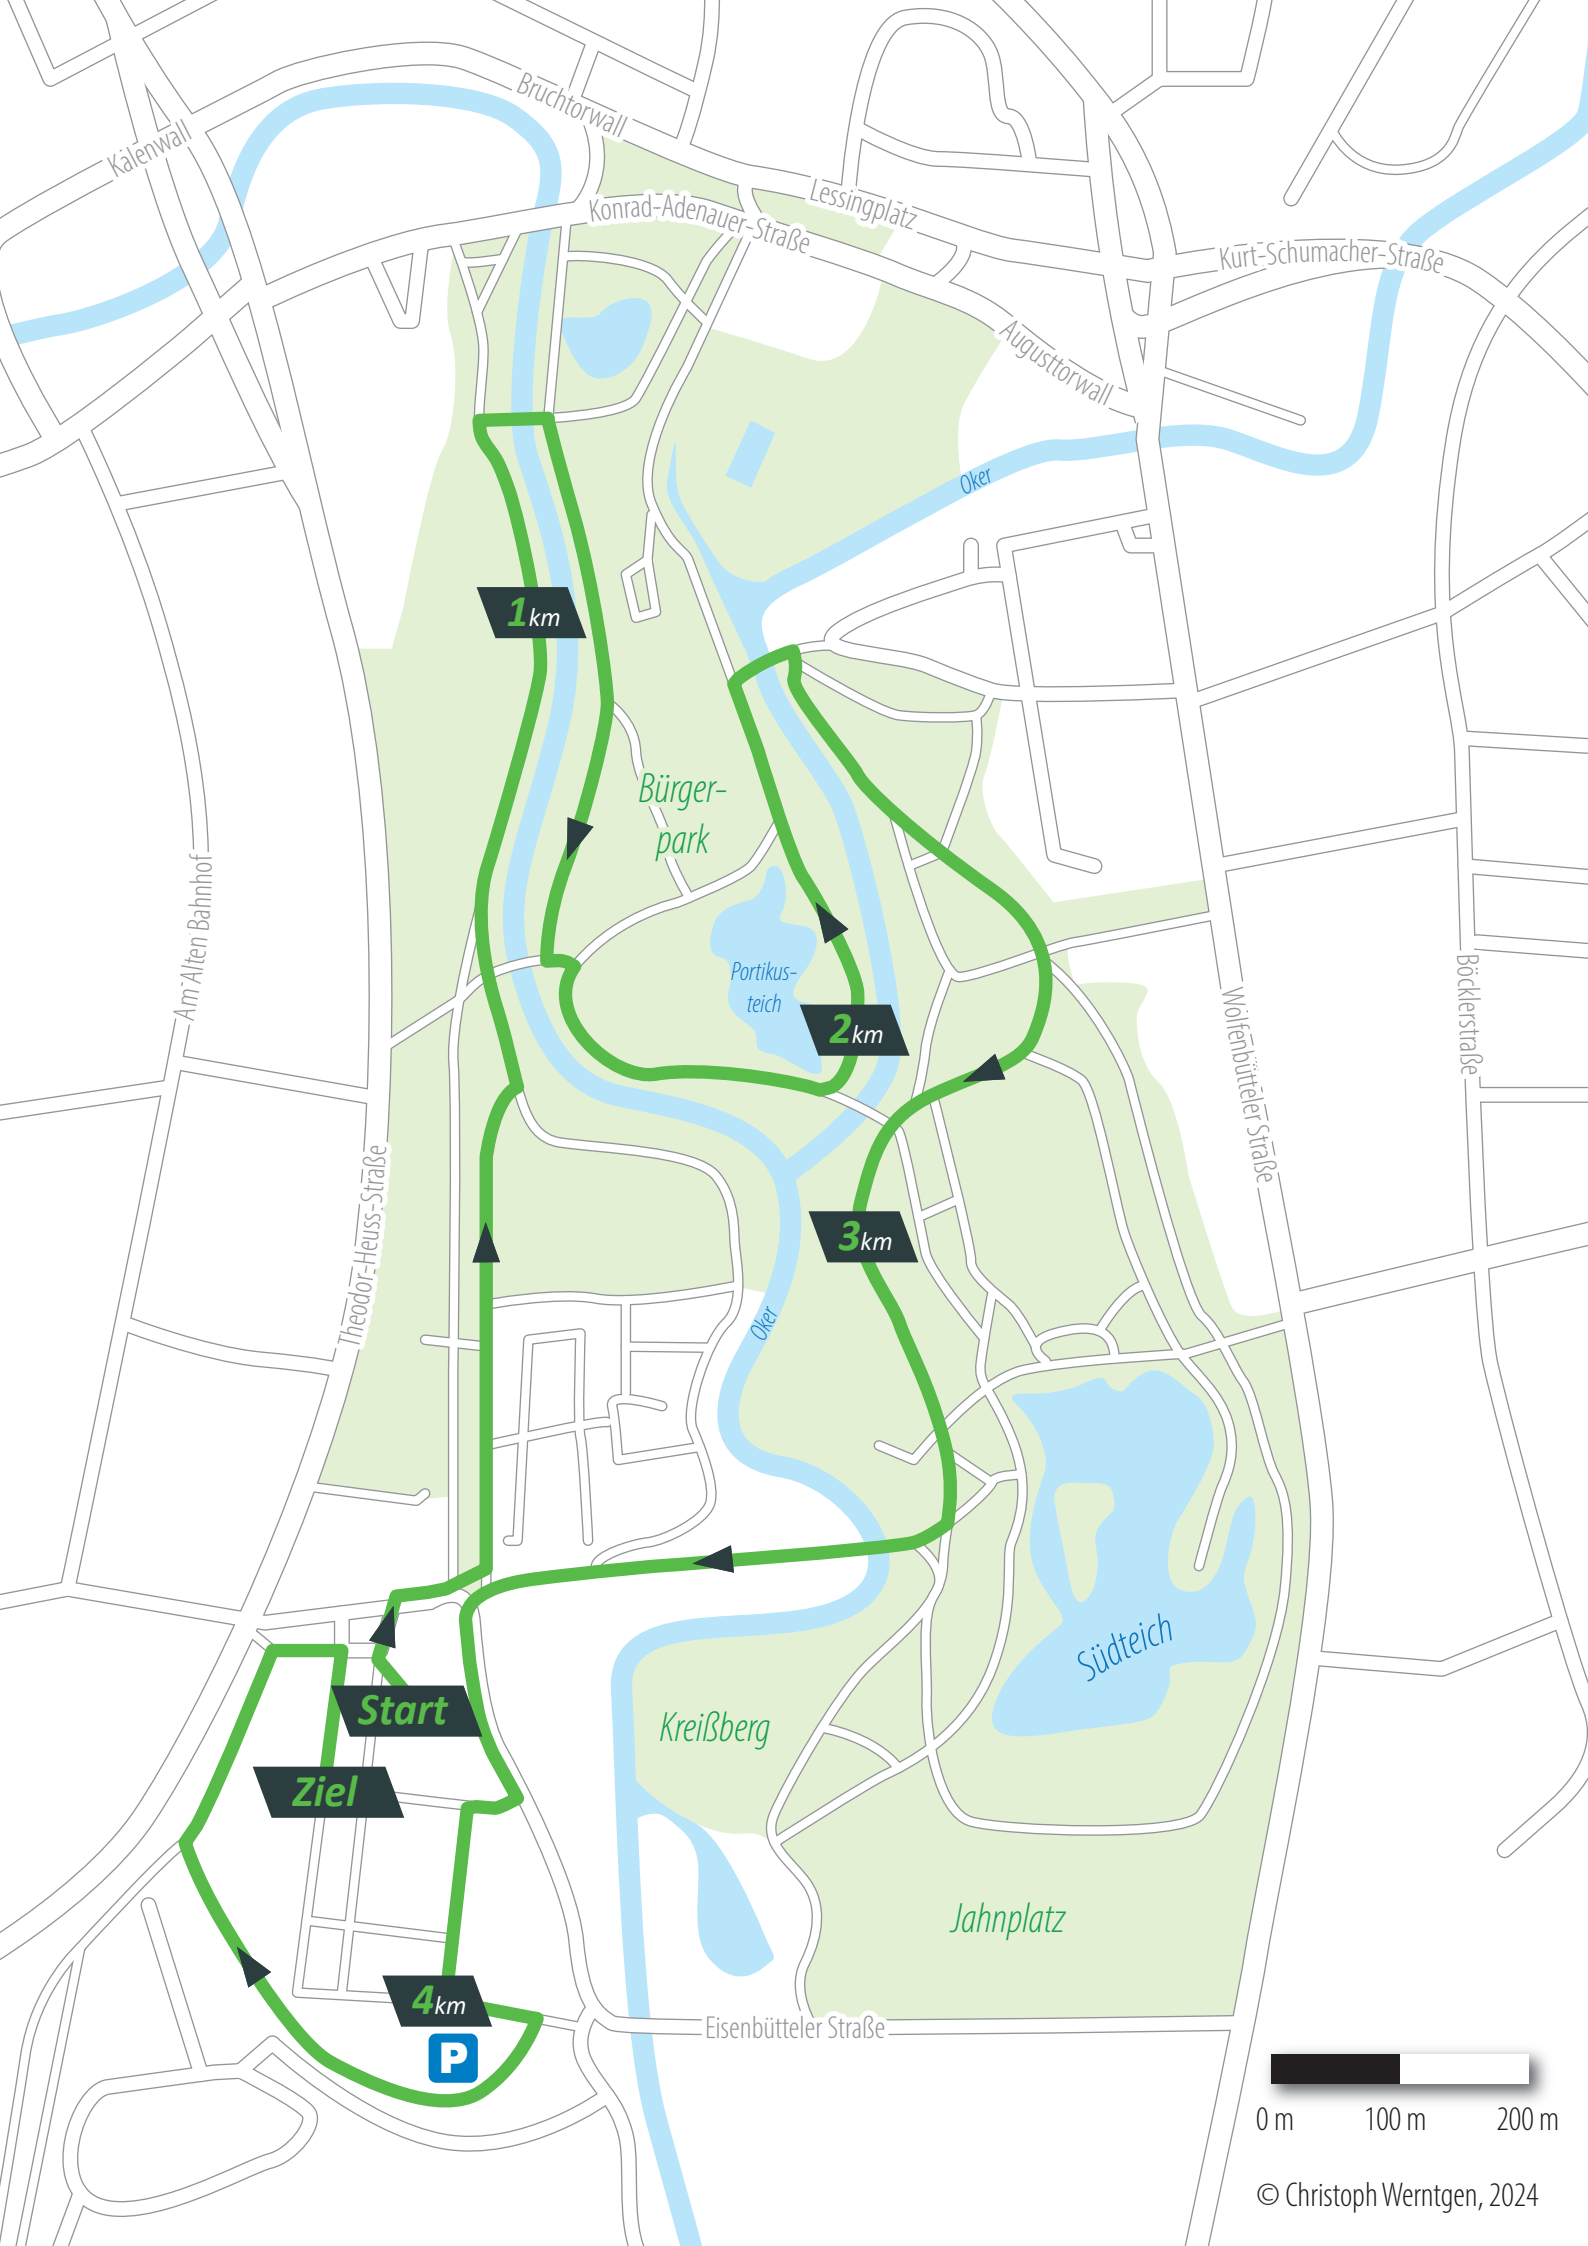 Bruchtorwall
Kalenwall
Lessingplatz
Konrad-Adenauer-Straße
Kurt-Schumacher-Straße
Augusttorwall
Oker
1km
Bürger-
park
Am Alten Bahnhof
Portikus-
teich
Böcklerstraße
2km
Wolfenbütteler Straße
Theodor-Heuss-Straße
3km
Oker
Südteich
Start
Kreißberg
Ziel
Jahnplatz
4km
P
Eisenbütteler Straße
0 m 100 m 200 m
© Christoph Werntgen, 2024